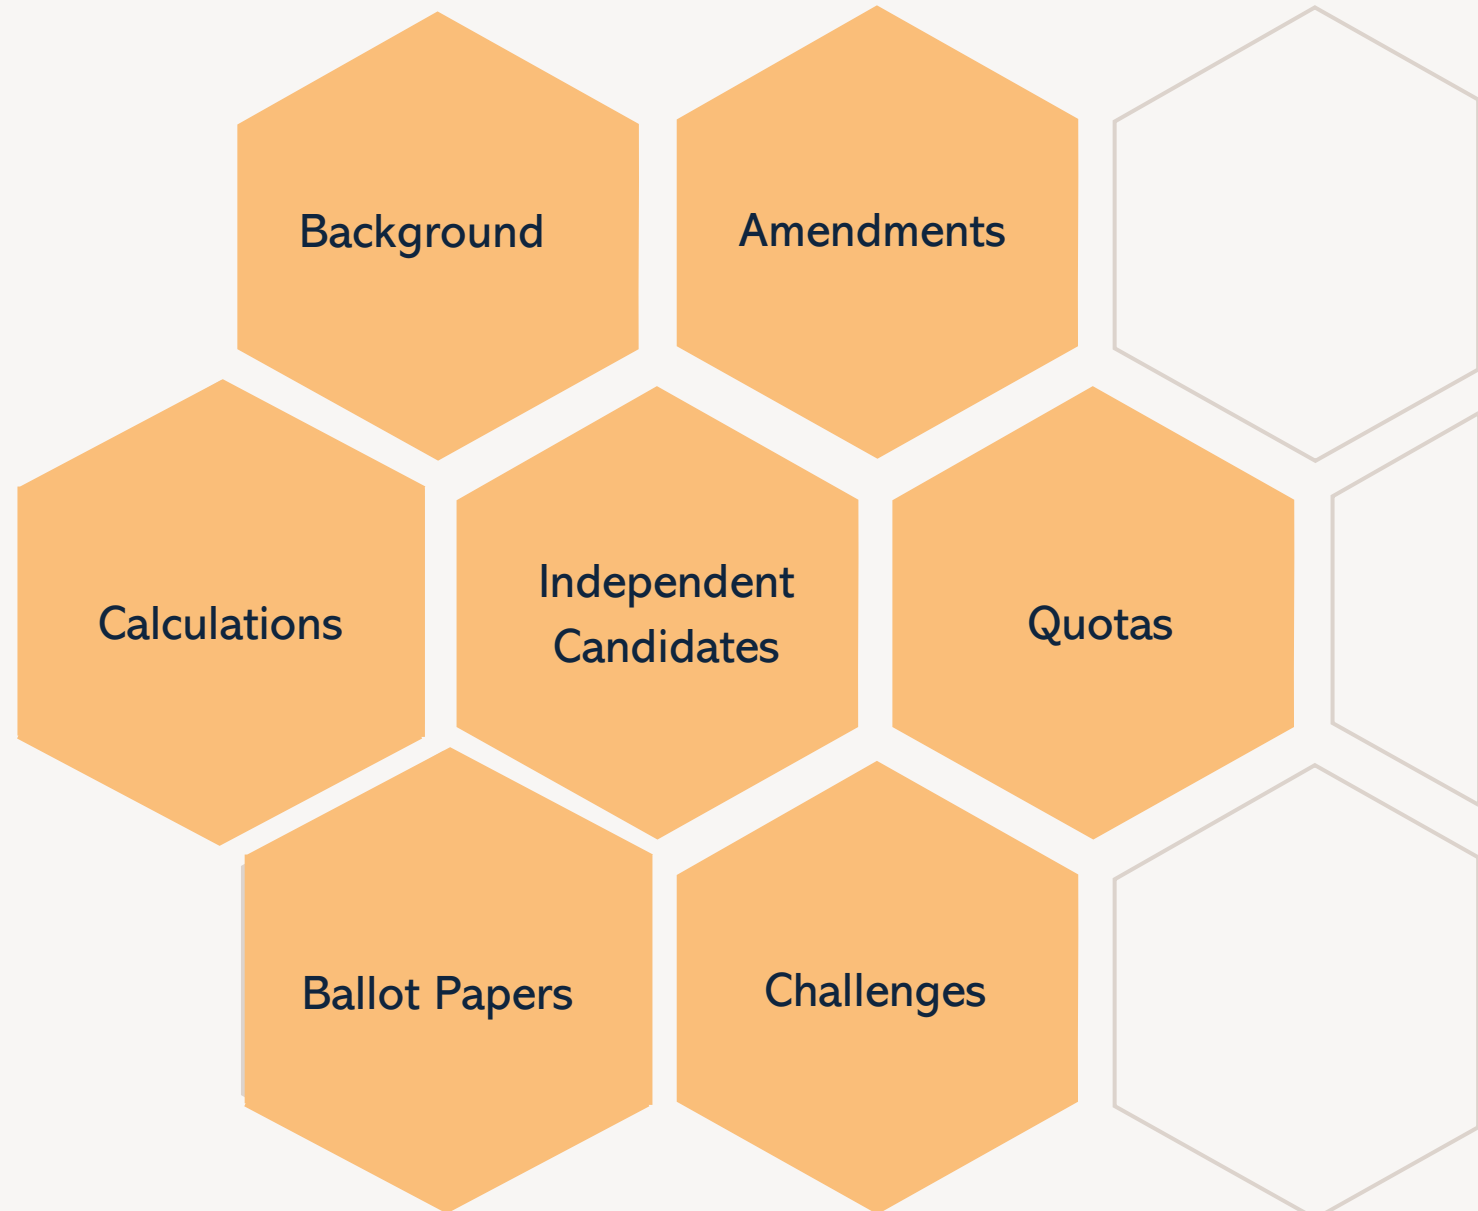 Background
Amendments
Calculations
Independent
Candidates
Quotas
Ballot Papers
Challenges